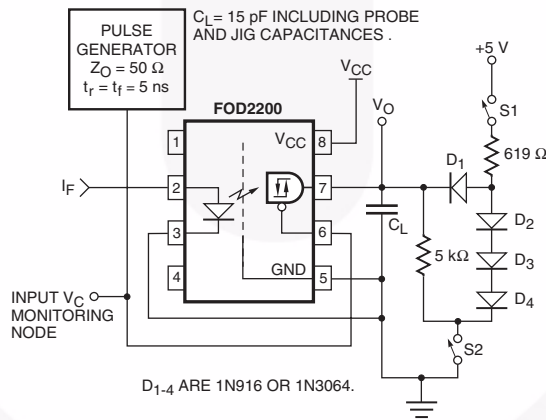 C_L = 15 pF INCLUDING PROBE
AND JIG CAPACITANCES .
PULSE
GENERATOR
Z_O = 50 Ω
t_r = t_f = 5 ns
+5 V
V_CC
V_O
S1
FOD2200
619 Ω
1
V_CC
8
D_1
I_F
2
7
D_2
C_L
3
6
5 kΩ
D_3
4
GND
5
D_4
INPUT V_C
MONITORING
NODE
S2
D_1-4 ARE 1N916 OR 1N3064.